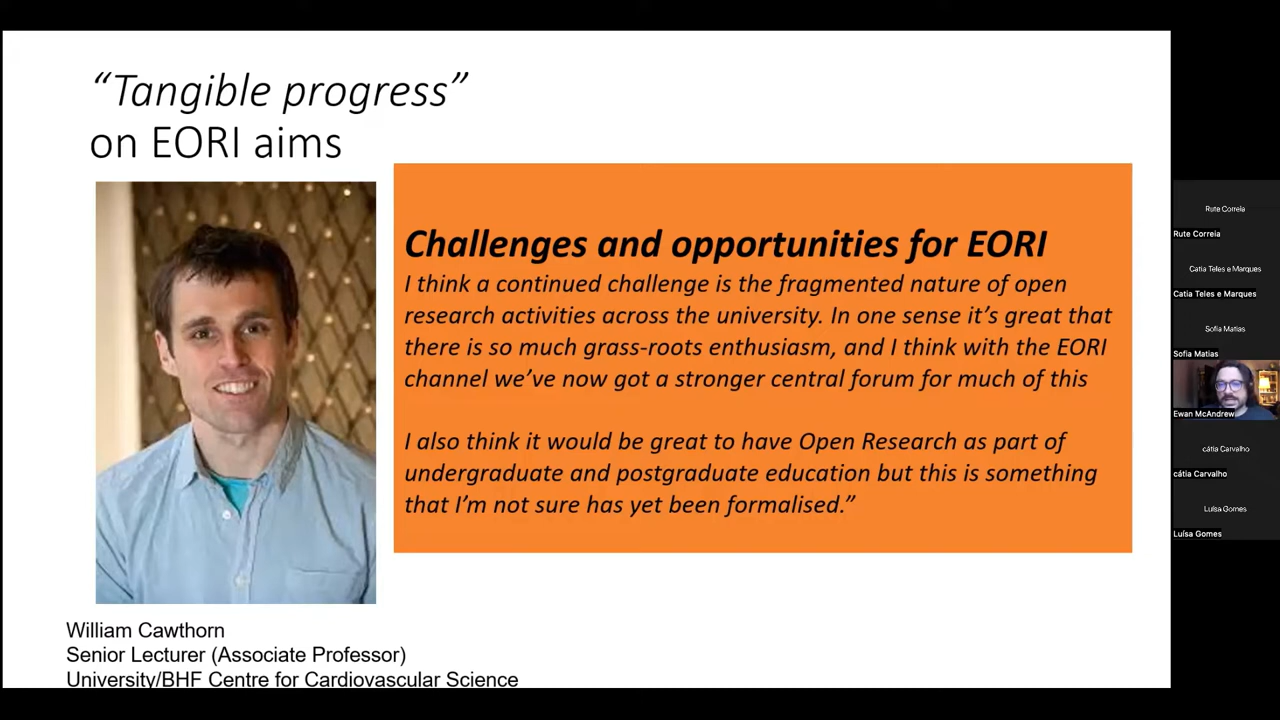 “Tangible progress”
on EORI aims
Challenges and opportunities for EORI
I think a continued challenge is the fragmented nature of open
research activities across the university. In one sense it’s great that
there is so much grass-roots enthusiasm, and I think with the EORI
channel we’ve now got a stronger central forum for much of this
I also think it would be great to have Open Research as part of
undergraduate and postgraduate education but this is something
that I’m not sure has yet been formalised.”
William Cawthorn
Senior Lecturer (Associate Professor)
University/BHF Centre for Cardiovascular Science
Rute Correia
Rute Correia
Catia Teles e Marques
Catia Teles e Marques
Sofia Matias
Sofia Matias
Ewan McAndrew
cátia Carvalho
cátia Carvalho
Luísa Gomes
Luísa Gomes